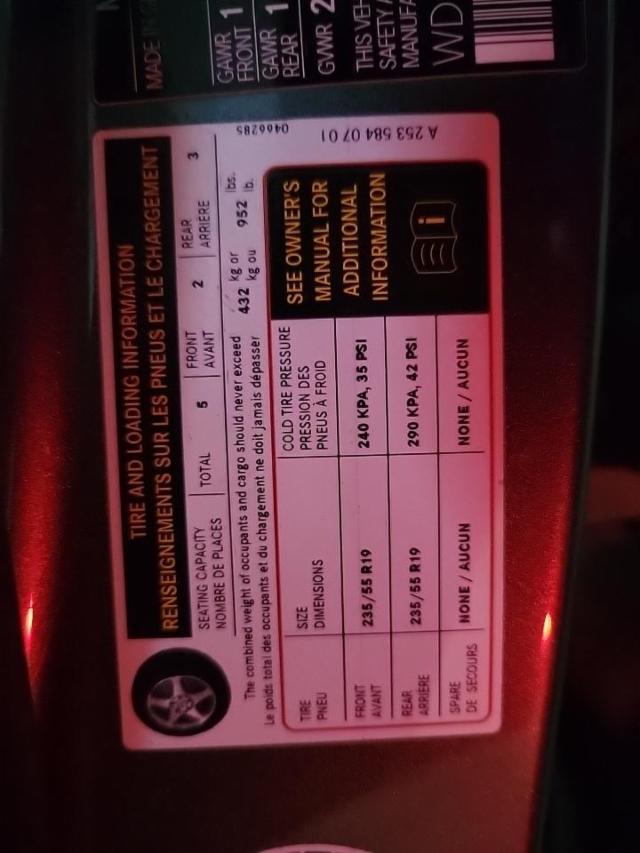 MADE IN
GAWR 1
FRONT
GAWR 1
REAR
GVWR 2
THIS VEH
SAFETY
MANUFA
WD
TIRE AND LOADING INFORMATION
RENSEIGNEMENTS SUR LES PNEUS ET LE CHARGEMENT
SEATING CAPACITY TOTAL 5 FRONT 2 REAR 3
NOMBRE DE PLACES AVANT ARRIÈRE
The combined weight of occupants and cargo should never exceed 432 kg or 952 lbs.
Le poids total des occupants et du chargement ne doit jamais dépasser kg ou lb.
TIRE SIZE COLD TIRE PRESSURE
PNEU DIMENSIONS PRESSION DES
PNEUS À FROID
FRONT 235/55 R19 240 KPA, 35 PSI
AVANT
REAR 235/55 R19 290 KPA, 42 PSI
ARRIÈRE
SPARE NONE / AUCUN NONE / AUCUN
DE SECOURS
SEE OWNER'S
MANUAL FOR
ADDITIONAL
INFORMATION
i
0466285
A 253 584 07 01